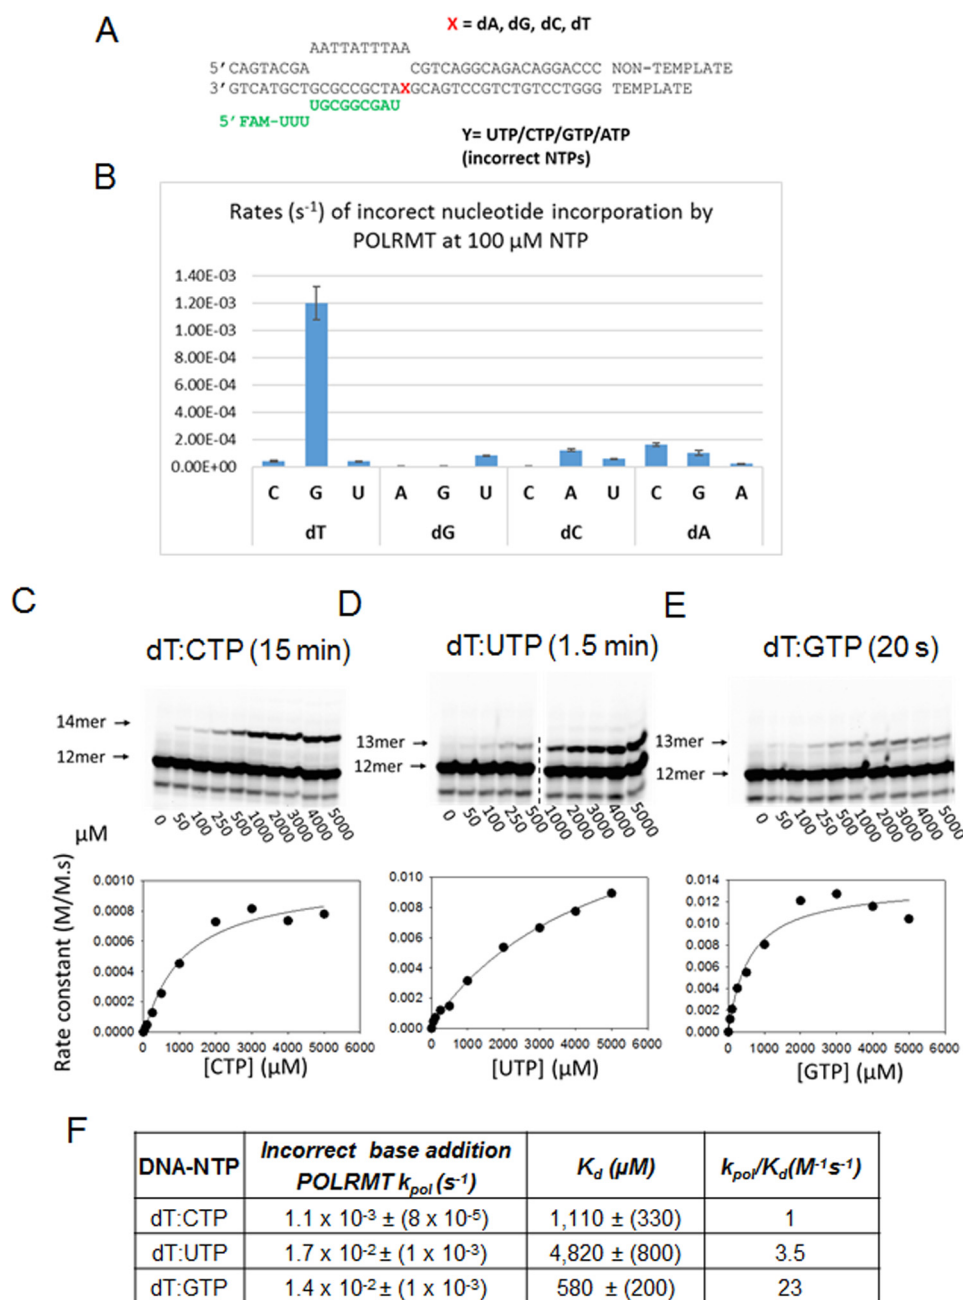 A
X = dA, dG, dC, dT
AATTATTTAA
5'CAGTACGA CGTCAGGCAGACAGGACCC NON-TEMPLATE
3'GTCATGCTGCGCCGCTAXGCAGTCCGTCTGTCCTGGG TEMPLATE
UGCGGCGAU
5'FAM-UUU
Y= UTP/CTP/GTP/ATP
(incorrect NTPs)
B
Rates (s-1) of incorect nucleotide incorporation by
POLRMT at 100 µM NTP
1.40E-03
1.20E-03
1.00E-03
8.00E-04
6.00E-04
4.00E-04
2.00E-04
0.00E+00
C G U A G U C A U C G A
dT dG dC dA
C D E
dT:CTP (15 min) dT:UTP (1.5 min) dT:GTP (20 s)
14mer → 13mer → 13mer →
12mer → 12mer → 12mer →
0 50 100 250 500 1000 2000 3000 4000 5000 0 50 100 250 500 1000 2000 3000 4000 5000 0 50 100 250 500 1000 2000 3000 4000 5000
µM
Rate constant (M/M.s)
0.0010 0.010 0.014
0.0008 0.008 0.012
0.0006 0.006 0.010
0.0004 0.004 0.008
0.0002 0.002 0.006
0.0000 0.000 0.004
0.002
0.000
0 1000 2000 3000 4000 5000 6000 0 1000 2000 3000 4000 5000 6000 0 1000 2000 3000 4000 5000 6000
[CTP] (µM) [UTP] (µM) [GTP] (µM)
F
DNA-NTP Incorrect base addition POLRMT kpol (s-1) Kd (µM) kpol/Kd(M-1s-1)
dT:CTP 1.1 x 10-3 ± (8 x 10-5) 1,110 ± (330) 1
dT:UTP 1.7 x 10-2 ± (1 x 10-3) 4,820 ± (800) 3.5
dT:GTP 1.4 x 10-2 ± (1 x 10-3) 580 ± (200) 23